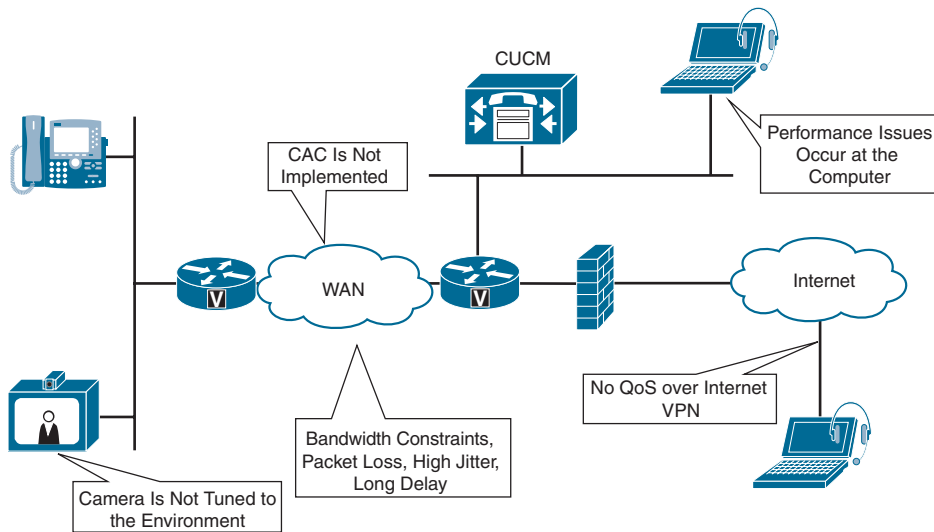 CUCM
CAC Is Not
Implemented
Performance Issues
Occur at the
Computer
V
WAN
V
Internet
No QoS over Internet
VPN
Bandwidth Constraints,
Packet Loss, High Jitter,
Long Delay
Camera Is Not Tuned to
the Environment